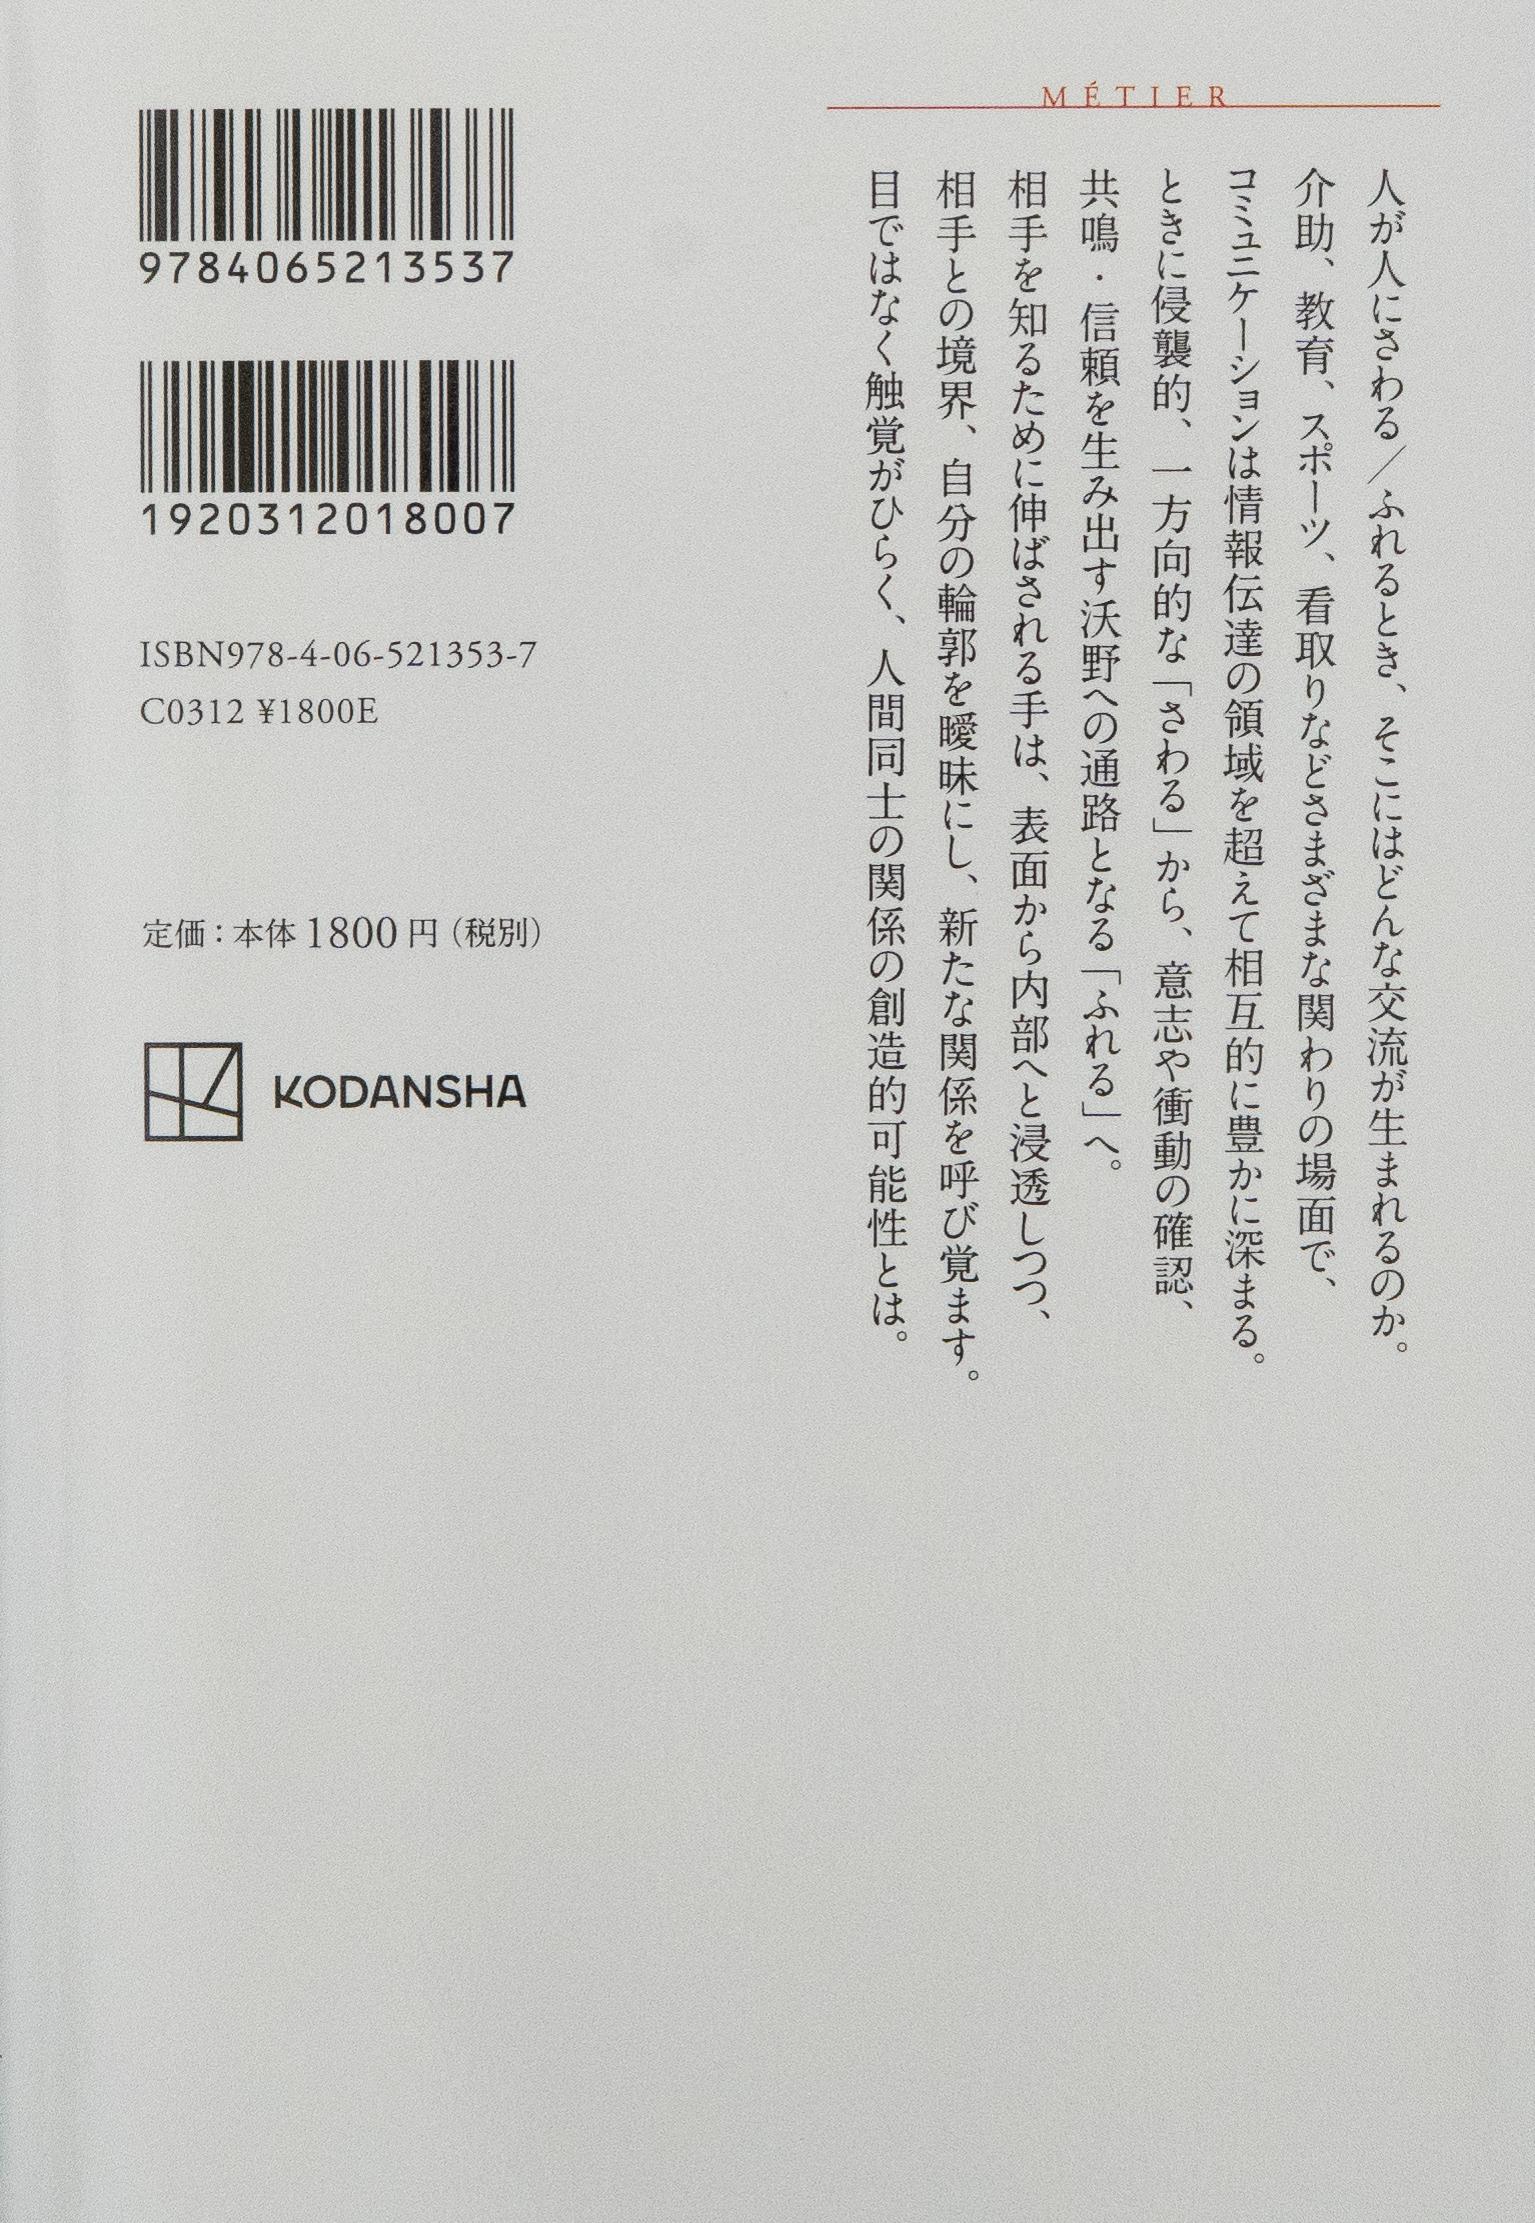 MÉTIER
人が人にさわる／ふれるとき、そこにはどんな交流が生まれるのか。
介助、教育、スポーツ、看取りなどさまざまな関わりの場面で、
コミュニケーションは情報伝達の領域を超えて相互的に豊かに深まる。
ときに侵襲的、一方向的な「さわる」から、意志や衝動の確認、
共鳴・信頼を生み出す沃野への通路となる「ふれる」へ。
相手を知るために伸ばされる手は、表面から内部へと浸透しつつ、
相手との境界、自分の輪郭を曖昧にし、新たな関係を呼び覚ます。
目ではなく触覚がひらく、人間同士の関係の創造的可能性とは。
9784065213537
1920312018007
ISBN978-4-06-521353-7
C0312 ¥1800E
定価：本体1800円（税別）
KODANSHA